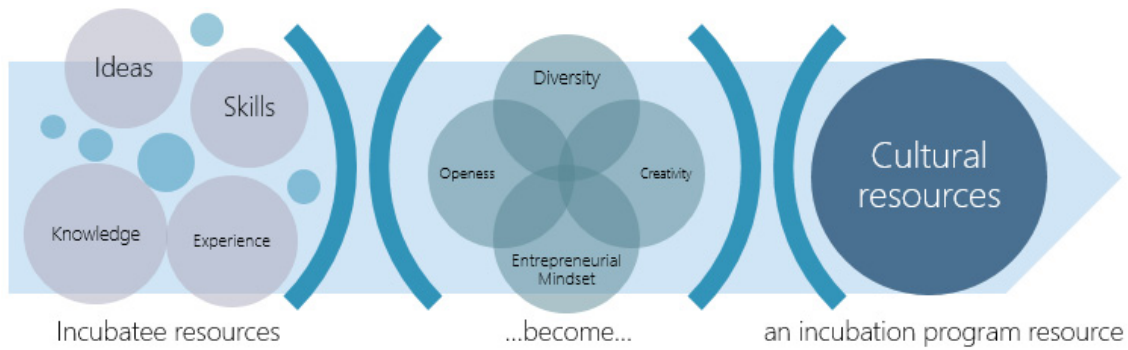 Ideas
Skills
Knowledge
Experience
Diversity
Openess
Creativity
Entrepreneurial
Mindset
Cultural
resources
Incubatee resources
...become...
an incubation program resource